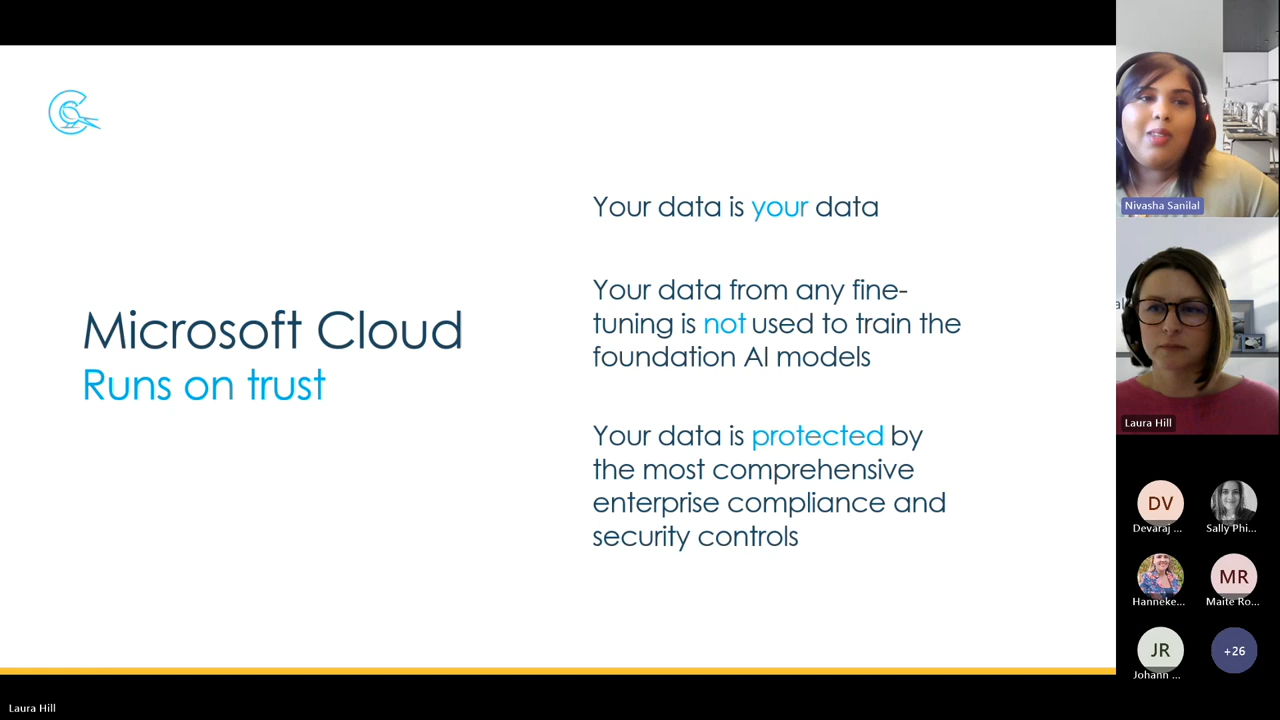 Your data is your data
Microsoft Cloud
Runs on trust
Your data from any fine-
tuning is not used to train the
foundation AI models
Your data is protected by
the most comprehensive
enterprise compliance and
security controls
Nivasha Sanilal
Laura Hill
DV
Devaraj ...
Sally Phi...
Hanneke...
MR
Maite Ro...
JR
Johann ...
+26
Laura Hill